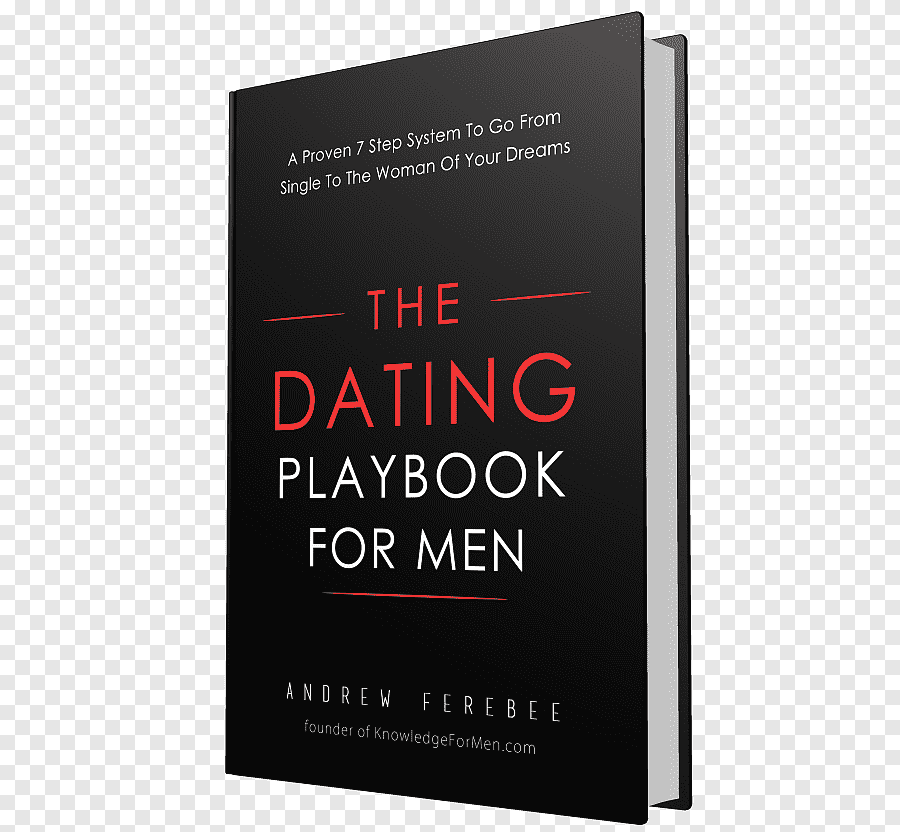 A Proven 7 Step System To Go From
Single To The Woman Of Your Dreams
THE
DATING
PLAYBOOK
FOR MEN
ANDREW FEREBEE
founder of KnowledgeForMen.com